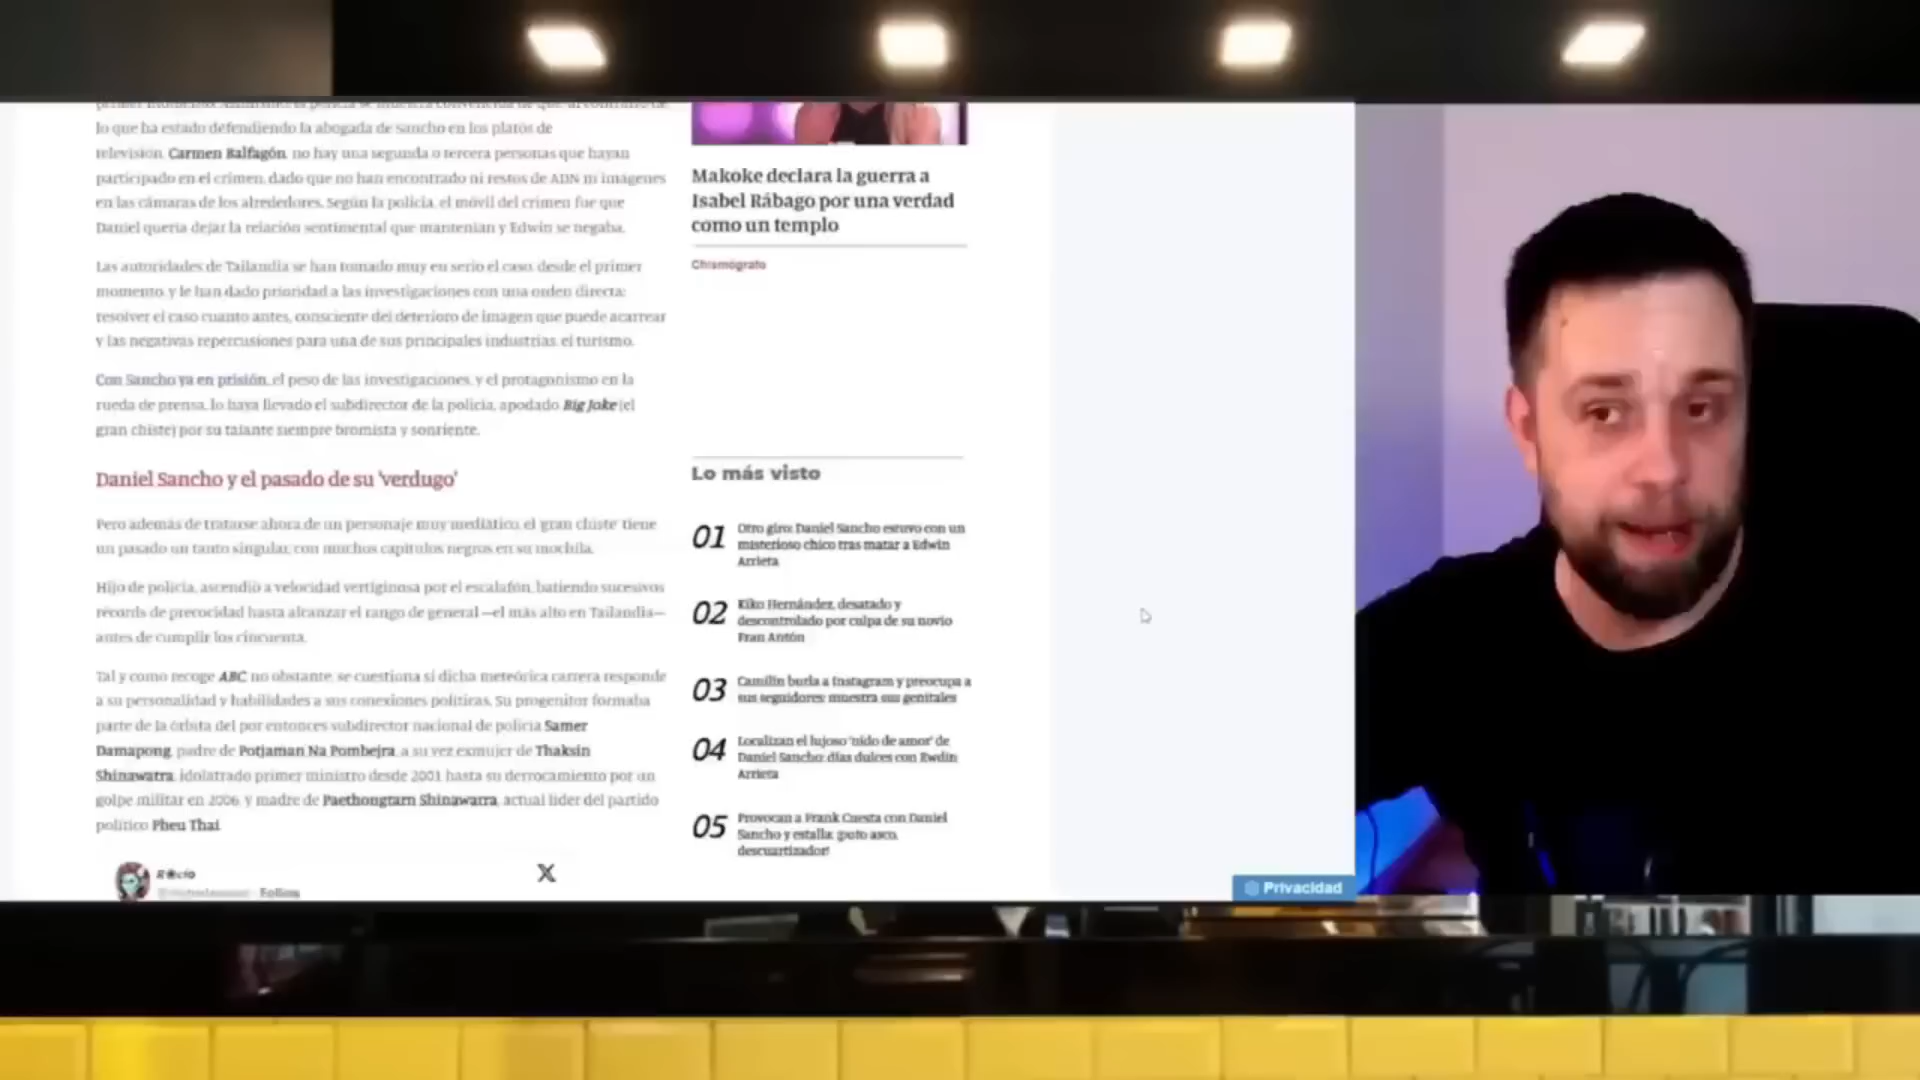 lo que ha estado defendiendo la abogada de Sancho en los platós de
televisión, Carmen Balfagón, no hay una segunda o tercera personas que hayan
participado en el crimen, dado que no han encontrado ni restos de ADN ni imágenes
en las cámaras de los alrededores. Según la policía, el móvil del crimen fue que
Daniel quería dejar la relación sentimental que mantenían y Edwin se negaba.
Las autoridades de Tailandia se han tomado muy en serio el caso desde el primer
momento y le han dado prioridad a las investigaciones con una orden directa:
resolver el caso cuanto antes, consciente del deterioro de imagen que puede acarrear
y las negativas repercusiones para una de sus principales industrias, el turismo.
Con Sancho ya en prisión, el peso de las investigaciones, y el protagonismo en la
rueda de prensa, lo haya llevado el subdirector de la policía, apodado Big Joke (el
gran chiste) por su talante siempre bromista y sonriente.
Daniel Sancho y el pasado de su 'verdugo'
Pero además de tratarse ahora de un personaje muy mediático, el 'gran chiste' tiene
un pasado un tanto singular, con muchos capítulos negros en su mochila.
Hijo de policía, ascendió a velocidad vertiginosa por el escalafón, batiendo sucesivos
récords de precocidad hasta alcanzar el rango de general —el más alto en Tailandia—
antes de cumplir los cincuenta.
Tal y como recoge ABC, no obstante, se cuestiona si dicha meteórica carrera responde
a su personalidad y habilidades a sus conexiones políticas. Su progenitor formaba
parte de la órbita del por entonces subdirector nacional de policía Samer
Damapong, padre de Potjaman Na Pombejra, a su vez exmujer de Thaksin
Shinawatra, idolatrado primer ministro desde 2001 hasta su derrocamiento por un
golpe militar en 2006, y madre de Paethongtarn Shinawarra, actual líder del partido
político Pheu Thai.
Follow
X
Makoke declara la guerra a
Isabel Rábago por una verdad
como un templo
Chismógrafo
Lo más visto
01 Otro giro: Daniel Sancho estuvo con un
misterioso chico tras matar a Edwin
Arrieta
02 Kiko Hernández, desatado y
descontrolado por culpa de su novio
Fran Antón
03 Camilín burla a Instagram y preocupa a
sus seguidores: muestra sus genitales
04 Localizan el lujoso 'nido de amor' de
Daniel Sancho: días dulces con Ewdin
Arrieta
05 Provocan a Frank Cuesta con Daniel
Sancho y estalla: ¡puto asco,
descuartizador!
Privacidad